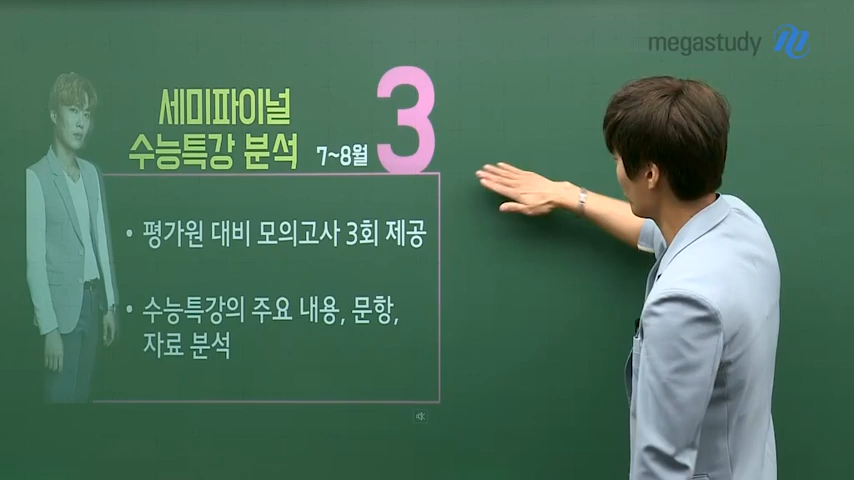 megastudy
세미파이널
수능특강 분석 7~8월 3
• 평가원 대비 모의고사 3회 제공
• 수능특강의 주요 내용, 문항,
자료 분석